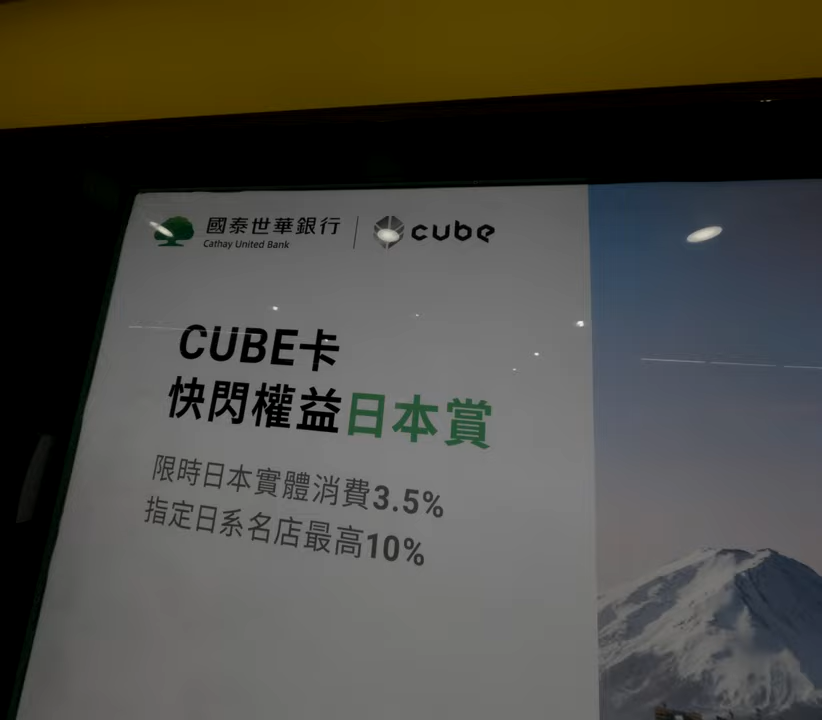 國泰世華銀行
Cathay United Bank
cube
CUBE卡
快閃權益日本賞
限時日本實體消費3.5%
指定日系名店最高10%